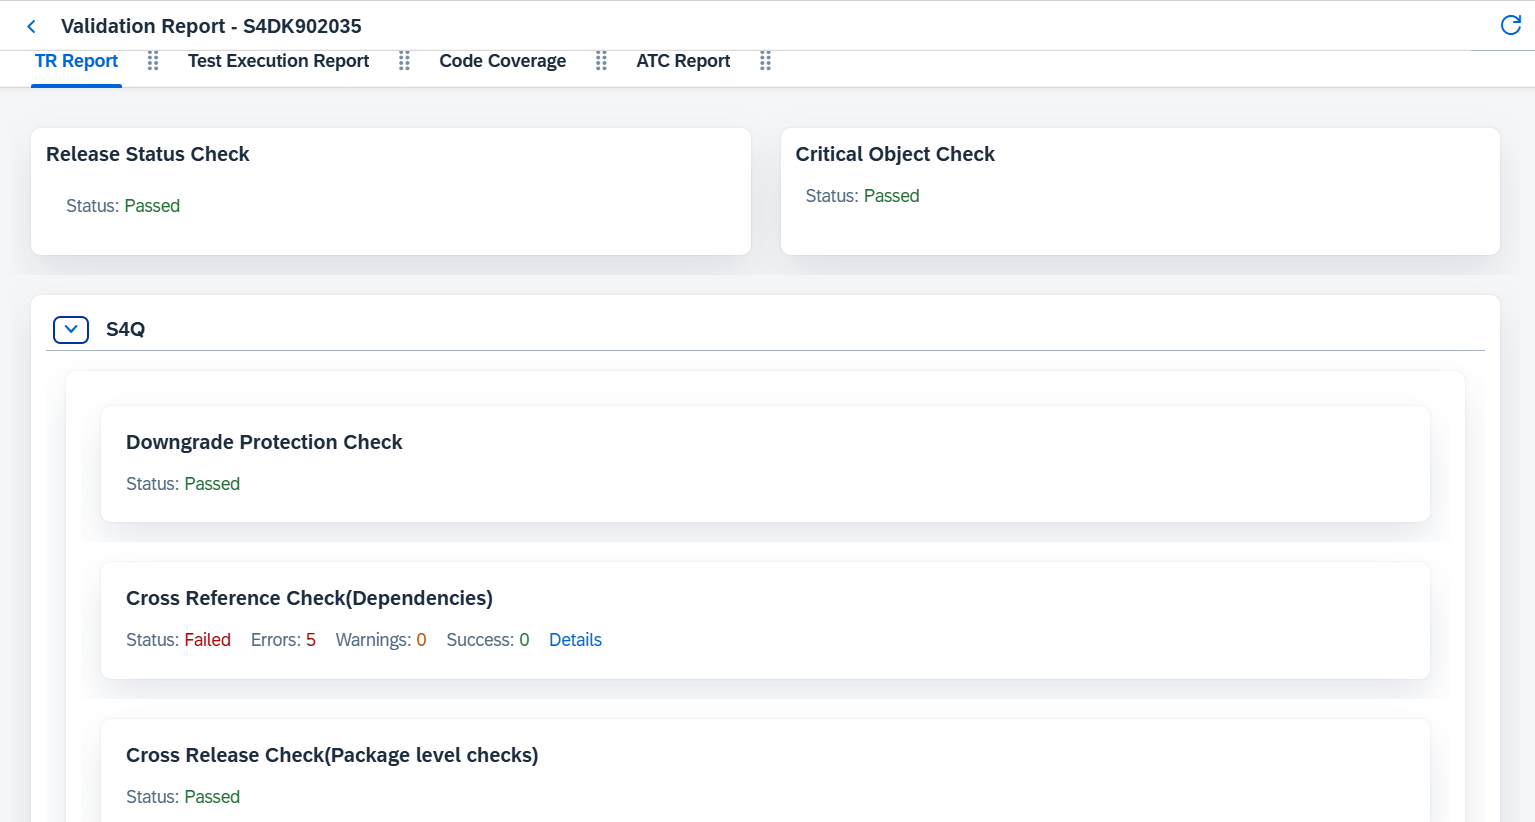 Validation Report - S4DK902035
TR Report Test Execution Report Code Coverage ATC Report
Release Status Check
Status: Passed
Critical Object Check
Status: Passed
S4Q
Downgrade Protection Check
Status: Passed
Cross Reference Check(Dependencies)
Status: Failed Errors: 5 Warnings: 0 Success: 0 Details
Cross Release Check(Package level checks)
Status: Passed